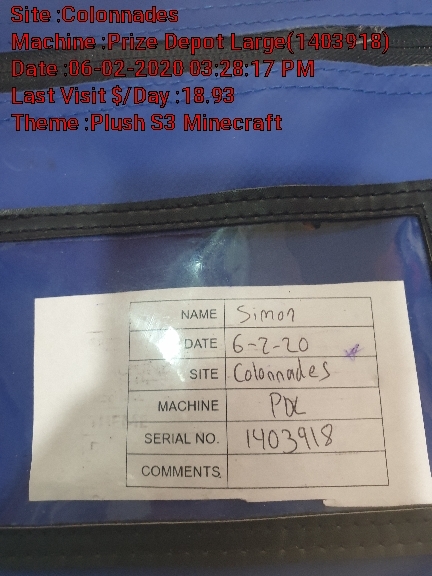 Site :Colonnades
Machine :Prize Depot Large(1403918)
Date :06-02-2020 03:28:17 PM
Last Visit $/Day :18.93
Theme :Plush S3 Minecraft
NAME Simon
DATE 6-2-20
SITE Colonnades
MACHINE PDL
SERIAL NO. 1403918
COMMENTS